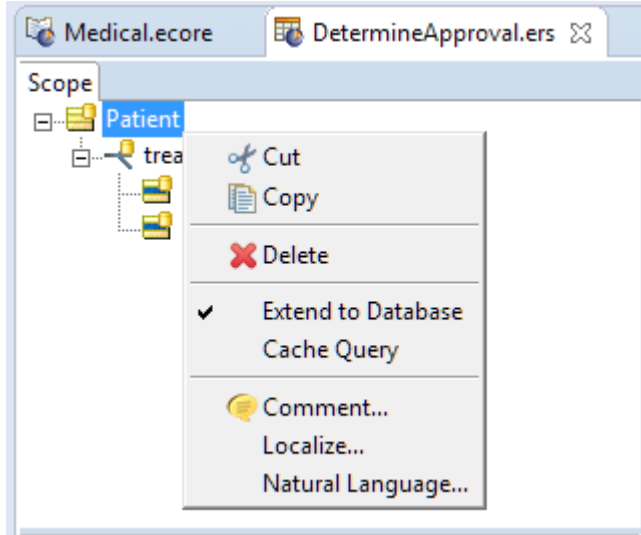 Medical.ecore
DetermineApproval.ers
Scope
Patient
trea
Cut
Copy
Delete
Extend to Database
Cache Query
Comment...
Localize...
Natural Language...